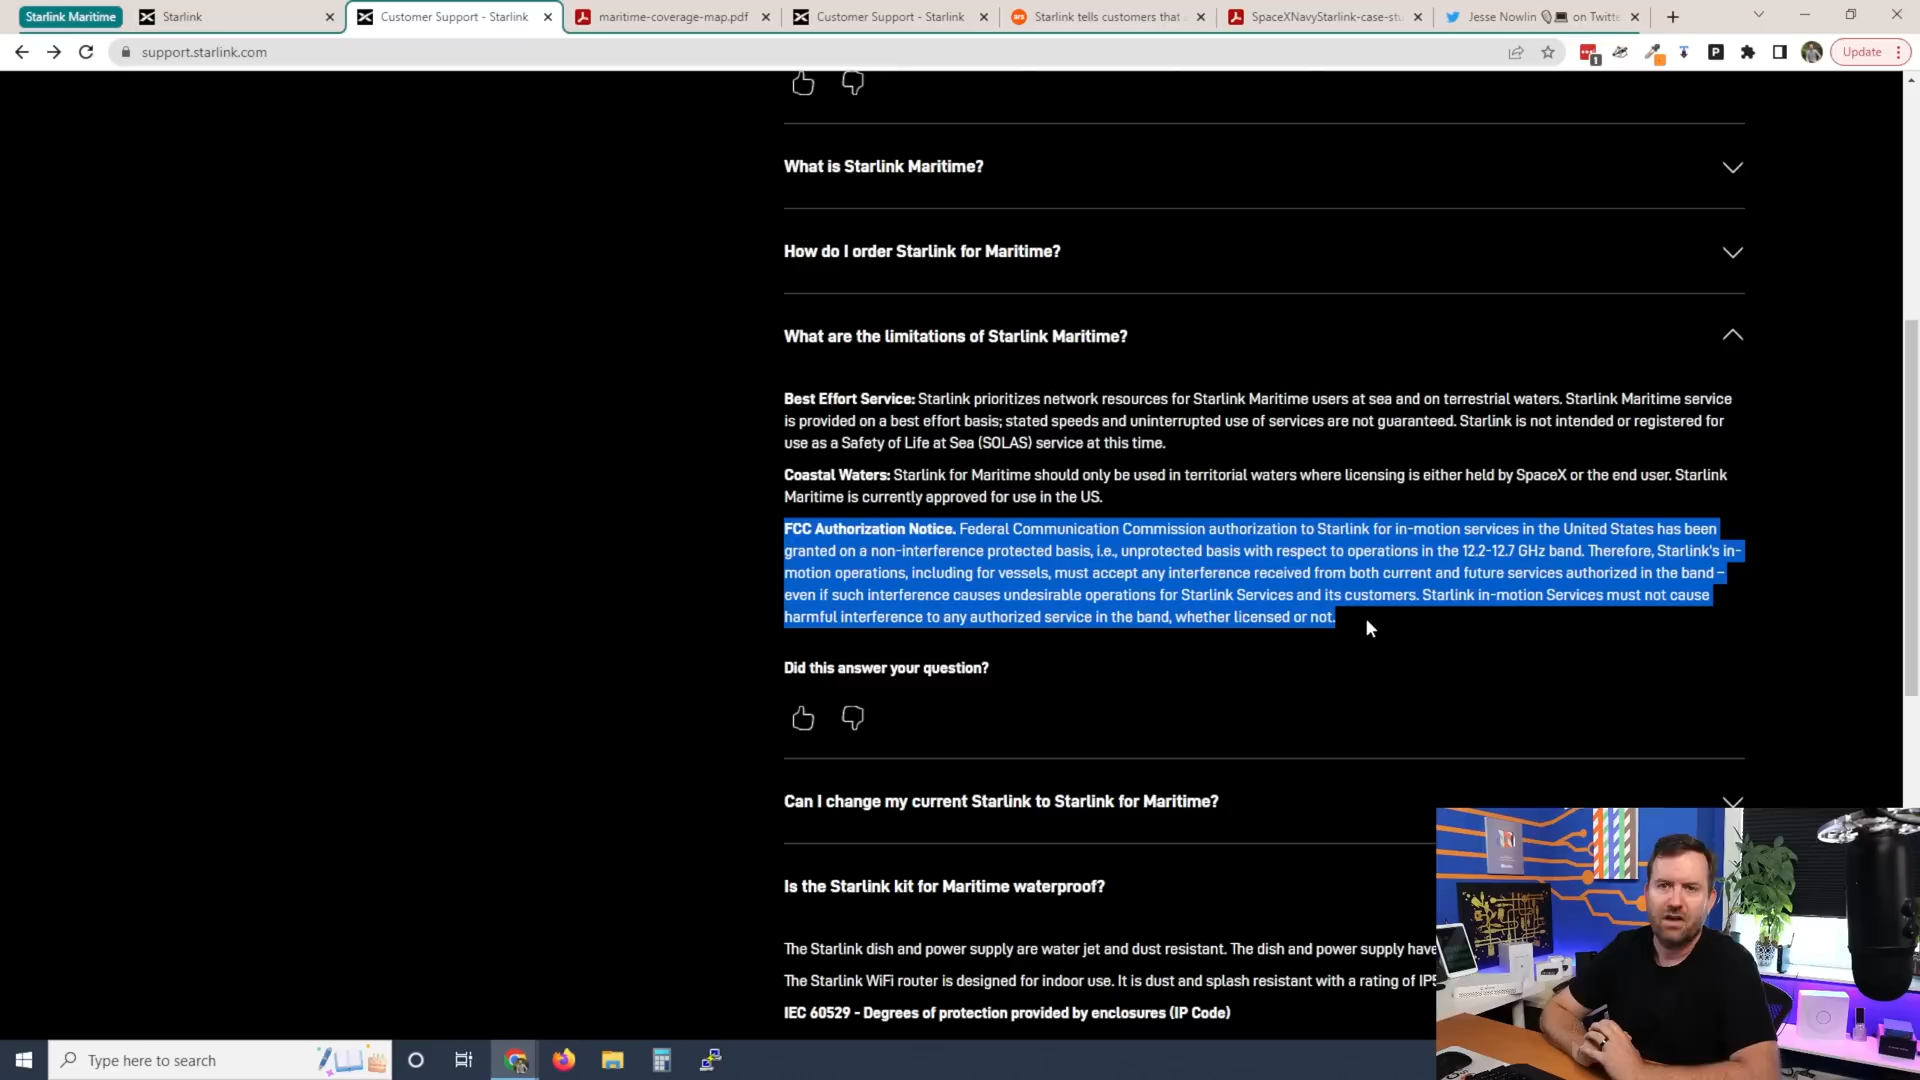 Starlink Maritime
Starlink
Customer Support - Starlink
maritime-coverage-map.pdf
Customer Support - Starlink
Starlink tells customers that
SpaceXNavyStarlink-case-stu
Jesse Nowlin
on Twitte
support.starlink.com
1
P
Update
What is Starlink Maritime?
How do I order Starlink for Maritime?
What are the limitations of Starlink Maritime?
Best Effort Service: Starlink prioritizes network resources for Starlink Maritime users at sea and on terrestrial waters. Starlink Maritime service
is provided on a best effort basis; stated speeds and uninterrupted use of services are not guaranteed. Starlink is not intended or registered for
use as a Safety of Life at Sea (SOLAS) service at this time.
Coastal Waters: Starlink for Maritime should only be used in territorial waters where licensing is either held by SpaceX or the end user. Starlink
Maritime is currently approved for use in the US.
FCC Authorization Notice. Federal Communication Commission authorization to Starlink for in-motion services in the United States has been
granted on a non-interference protected basis, i.e., unprotected basis with respect to operations in the 12.2-12.7 GHz band. Therefore, Starlink's in-
motion operations, including for vessels, must accept any interference received from both current and future services authorized in the band –
even if such interference causes undesirable operations for Starlink Services and its customers. Starlink in-motion Services must not cause
harmful interference to any authorized service in the band, whether licensed or not.
Did this answer your question?
Can I change my current Starlink to Starlink for Maritime?
Is the Starlink kit for Maritime waterproof?
The Starlink dish and power supply are water jet and dust resistant. The dish and power supply have
The Starlink WiFi router is designed for indoor use. It is dust and splash resistant with a rating of IP5
IEC 60529 - Degrees of protection provided by enclosures (IP Code)
Type here to search